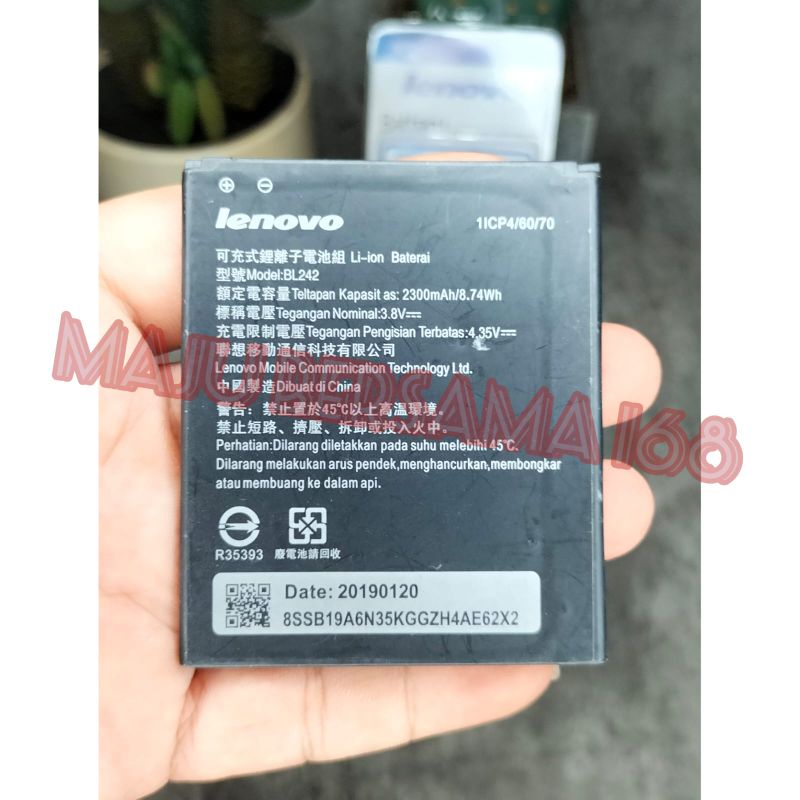 lenovo
Battery
⊕ ⊖
lenovo
1ICP4/60/70
可充式鋰離子電池組 Li-ion Baterai
型號Model:BL242
額定電容量Teltapan Kapasit as: 2300mAh/8.74Wh
標稱電壓Tegangan Nominal:3.8V⎓
充電限制電壓Tegangan Pengisian Terbatas:4.35V⎓
聯想移動通信科技有限公司
Lenovo Mobile Communication Technology Ltd.
中國製造Dibuat di China
MAJU BERSAMA 168
警告: 禁止置於45℃以上高溫環境。
禁止短路、擠壓、拆卸或投入火中。
Perhatian:Dilarang diletakkan pada suhu melebihi 45℃.
Dilarang melakukan arus pendek,menghancurkan,membongkar
atau membuang ke dalam api.
R35393 廢電池請回收
Date: 20190120
8SSB19A6N35KGGZH4AE62X2